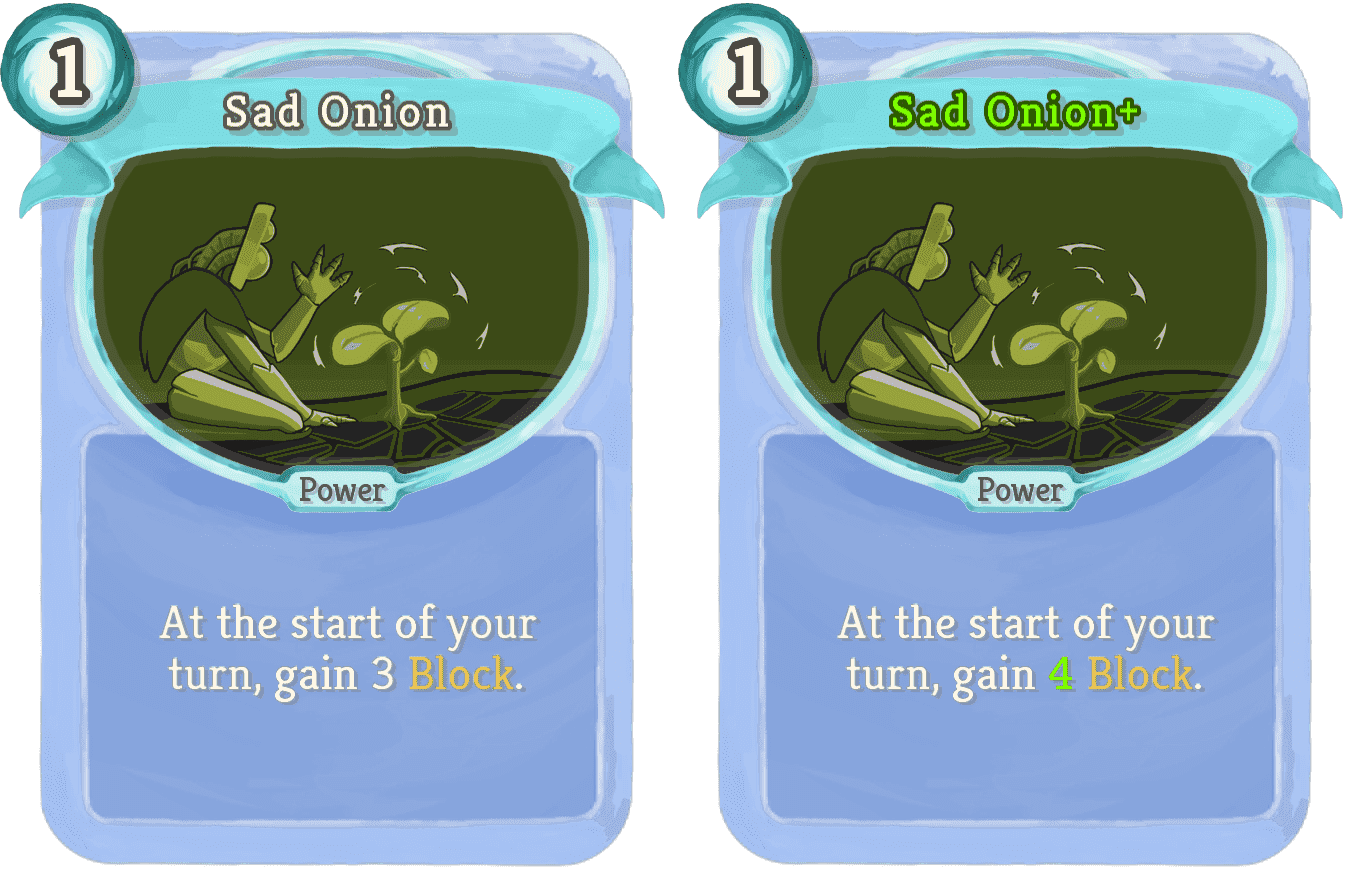 1
Sad Onion
Power
At the start of your
turn, gain 3 Block.
1
Sad Onion+
Power
At the start of your
turn, gain 4 Block.